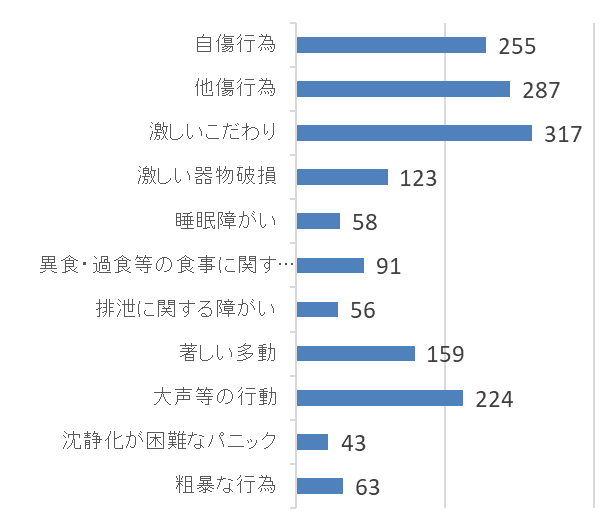 自傷行為 255
他傷行為 287
激しいこだわり 317
激しい器物破損 123
睡眠障がい 58
異食・過食等の食事に関す… 91
排泄に関する障がい 56
著しい多動 159
大声等の行動 224
沈静化が困難なパニック 43
粗暴な行為 63